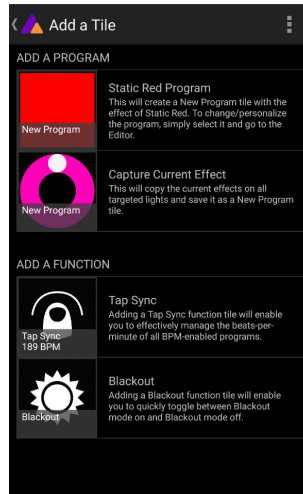 Add a Tile
ADD A PROGRAM
New Program
Static Red Program
This will create a New Program tile with the
effect of Static Red. To change/personalize
the program, simply select it and go to the
Editor.
New Program
Capture Current Effect
This will copy the current effects on all
targeted lights and save it as a New Program
tile.
ADD A FUNCTION
Tap Sync
189 BPM
Tap Sync
Adding a Tap Sync function tile will enable
you to effectively manage the beats-per-
minute of all BPM-enabled programs.
Blackout
Blackout
Adding a Blackout function tile will enable
you to quickly toggle between Blackout
mode on and Blackout mode off.